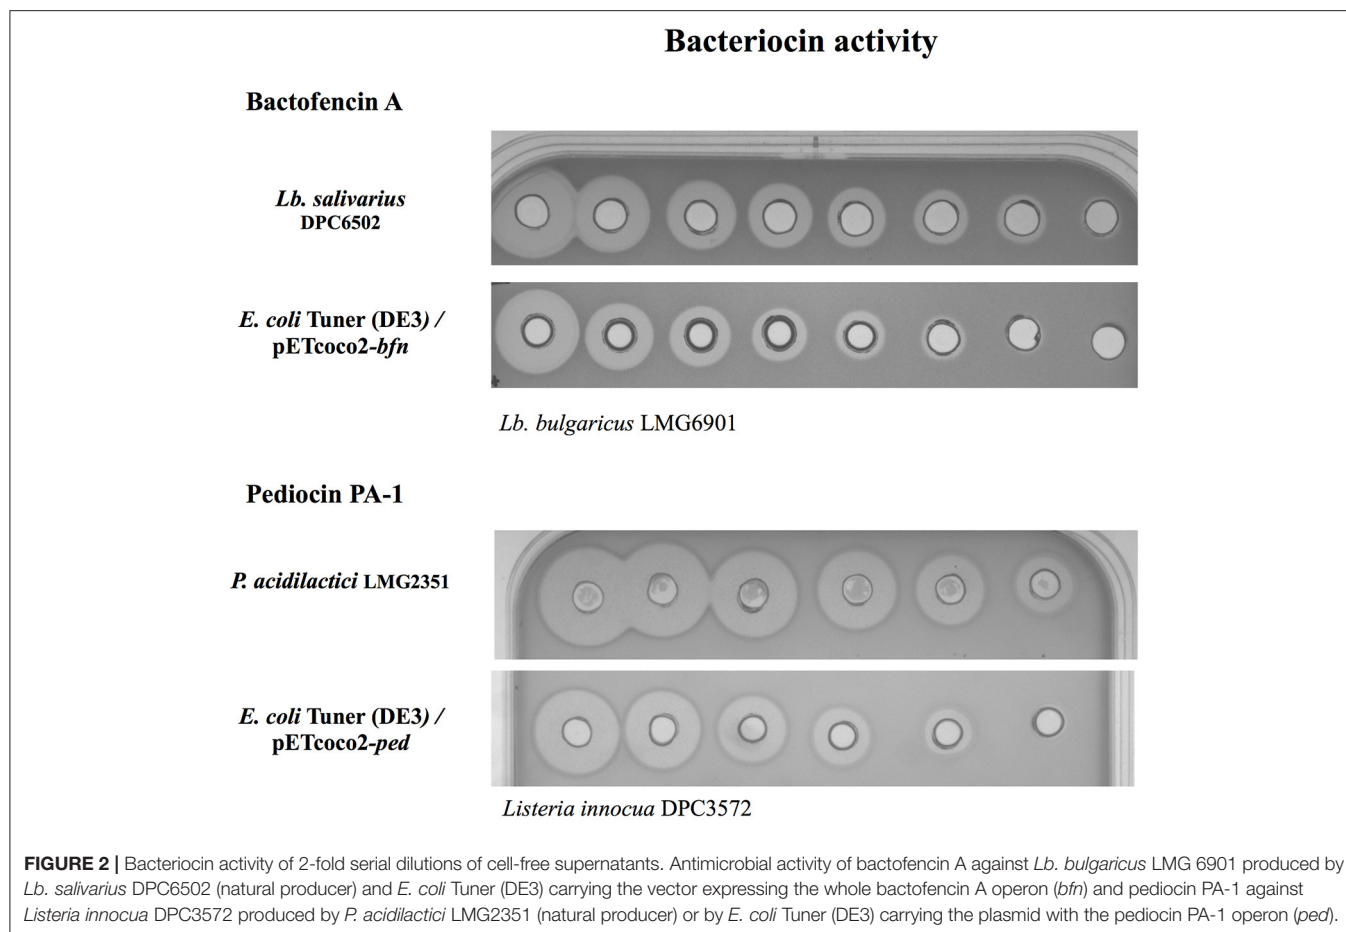 Bacteriocin activity
Bactofencin A
Lb. salivarius
DPC6502
E. coli Tuner (DE3) /
pETcoco2-bfn
Lb. bulgaricus LMG6901
Pediocin PA-1
P. acidilactici LMG2351
E. coli Tuner (DE3) /
pETcoco2-ped
Listeria innocua DPC3572
FIGURE 2 | Bacteriocin activity of 2-fold serial dilutions of cell-free supernatants. Antimicrobial activity of bactofencin A against Lb. bulgaricus LMG 6901 produced by
Lb. salivarius DPC6502 (natural producer) and E. coli Tuner (DE3) carrying the vector expressing the whole bactofencin A operon (bfn) and pediocin PA-1 against
Listeria innocua DPC3572 produced by P. acidilactici LMG2351 (natural producer) or by E. coli Tuner (DE3) carrying the plasmid with the pediocin PA-1 operon (ped).